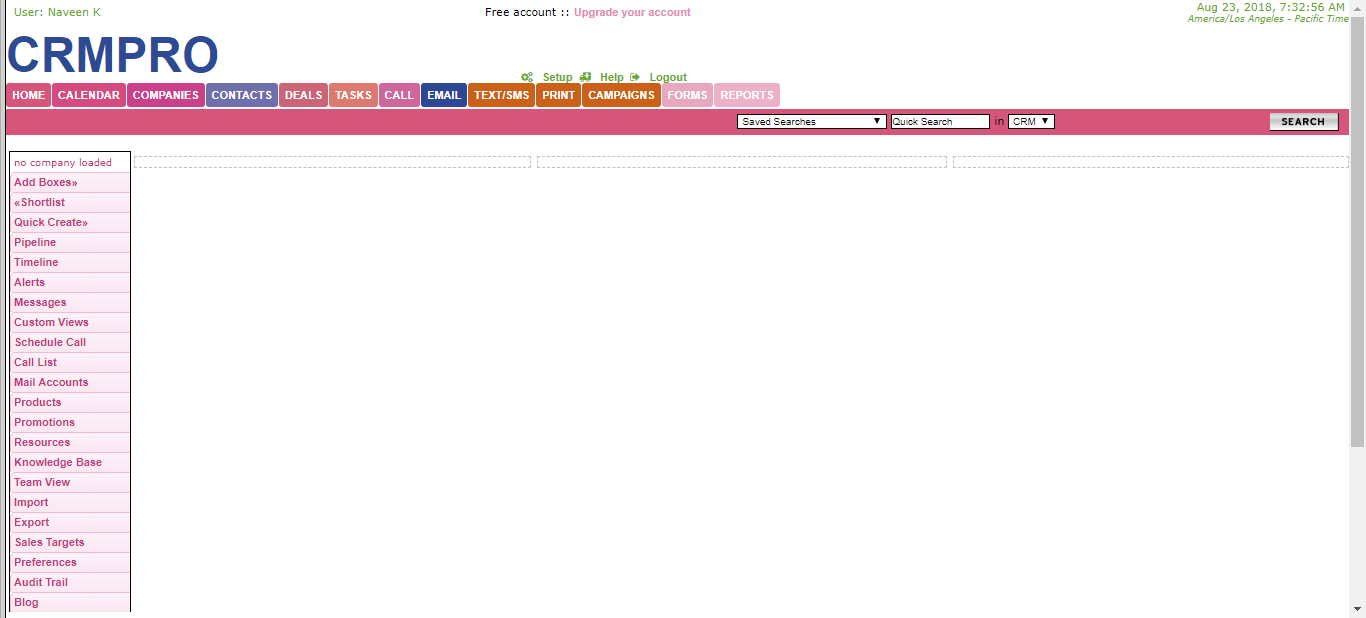 User: Naveen K
Free account :: Upgrade your account
Aug 23, 2018, 7:32:56 AM
America/Los Angeles - Pacific Time
CRMPRO
Setup Help Logout
HOME CALENDAR COMPANIES CONTACTS DEALS TASKS CALL EMAIL TEXT/SMS PRINT CAMPAIGNS FORMS REPORTS
Saved Searches Quick Search in CRM SEARCH
no company loaded
Add Boxes»
«Shortlist
Quick Create»
Pipeline
Timeline
Alerts
Messages
Custom Views
Schedule Call
Call List
Mail Accounts
Products
Promotions
Resources
Knowledge Base
Team View
Import
Export
Sales Targets
Preferences
Audit Trail
Blog